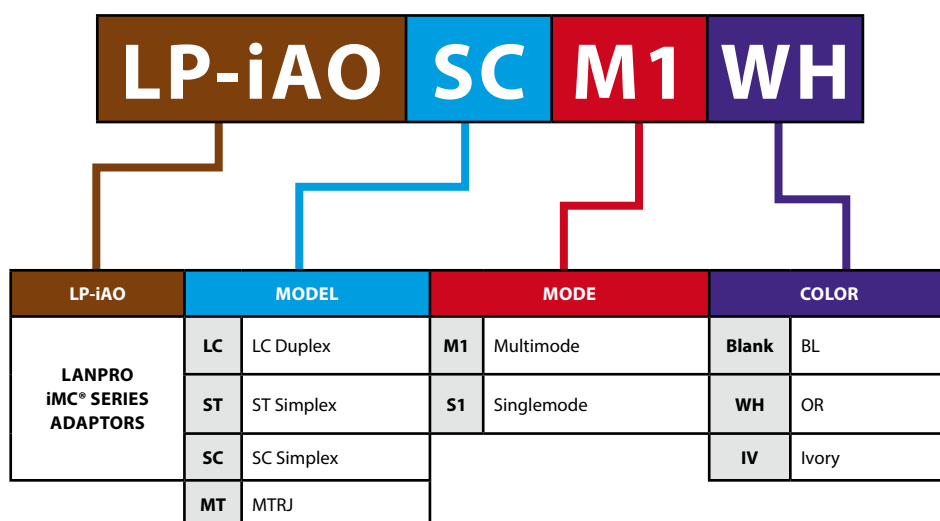 LP-iAO SC M1 WH
LP-iAO MODEL MODE COLOR
LANPRO
iMC® SERIES
ADAPTORS
LC LC Duplex M1 Multimode Blank BL
ST ST Simplex S1 Singlemode WH OR
SC SC Simplex IV Ivory
MT MTRJ